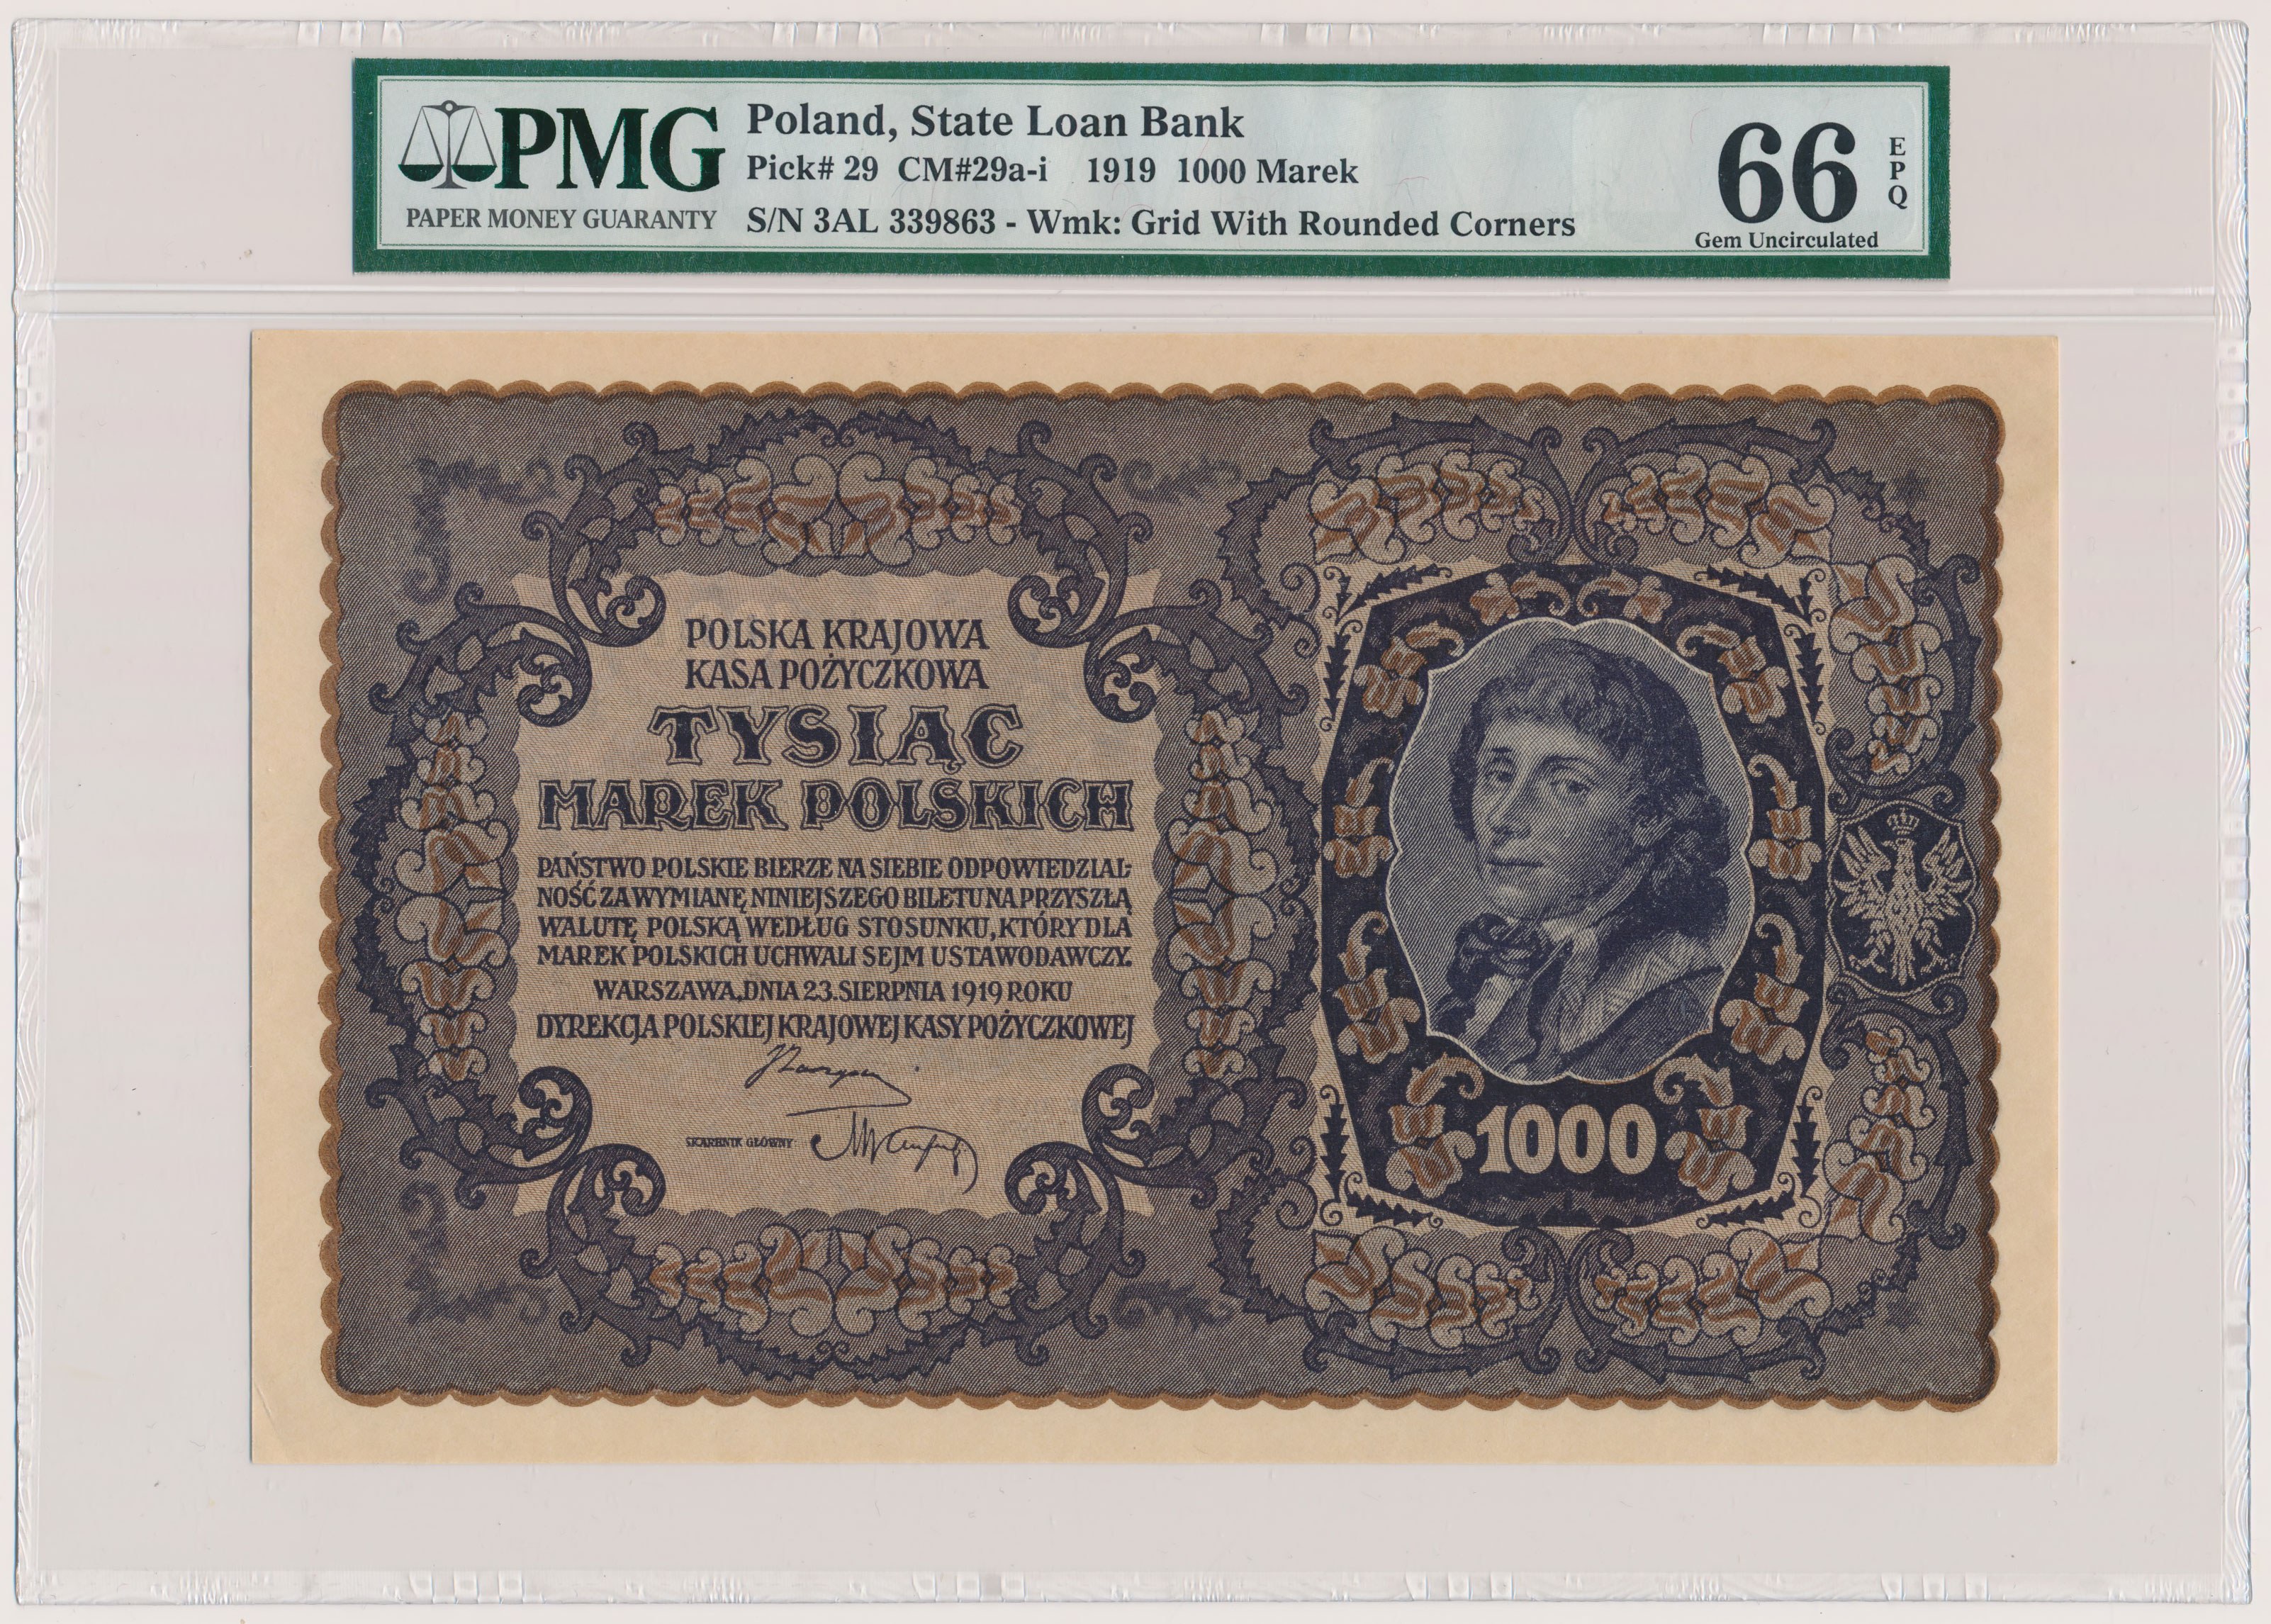 PMG
PAPER MONEY GUARANTY
Poland, State Loan Bank
Pick# 29 CM#29a-i 1919 1000 Marek
S/N 3AL 339863 - Wmk: Grid With Rounded Corners
66
EPQ
Gem Uncirculated
POLSKA KRAJOWA
KASA POŻYCZKOWA
TYSIĄC
MAREK POLSKICH
PAŃSTWO POLSKIE BIERZE NA SIEBIE ODPOWIEDZIAL-
NOŚĆ ZA WYMIANĘ NINIEJSZEGO BILETU NA PRZYSZŁĄ
WALUTĘ POLSKĄ WEDŁUG STOSUNKU, KTÓRY DLA
MAREK POLSKICH UCHWALI SEJM USTAWODAWCZY.
WARSZAWA, DNIA 23. SIERPNIA 1919 ROKU
DYREKCJA POLSKIEJ KRAJOWEJ KASY POŻYCZKOWEJ
SKARBNIK GŁÓWNY
1000